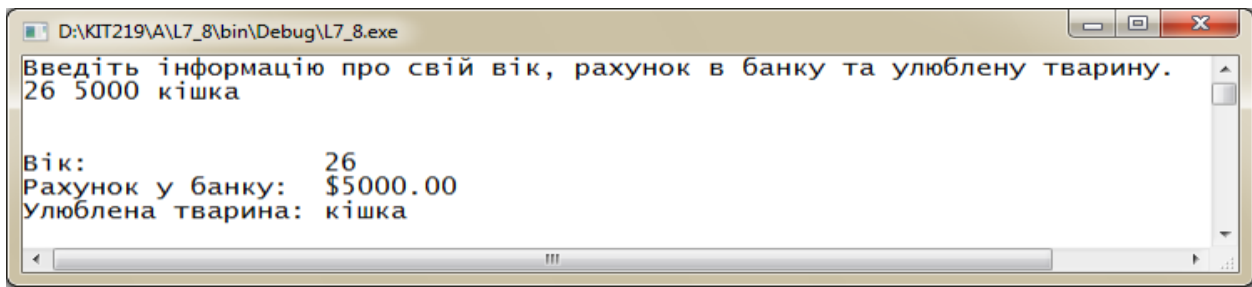 D:\KIT219\A\L7_8\bin\Debug\L7_8.exe
Введіть інформацію про свій вік, рахунок в банку та улюблену тварину.
26 5000 кішка
Вік: 26
Рахунок у банку: $5000.00
Улюблена тварина: кішка